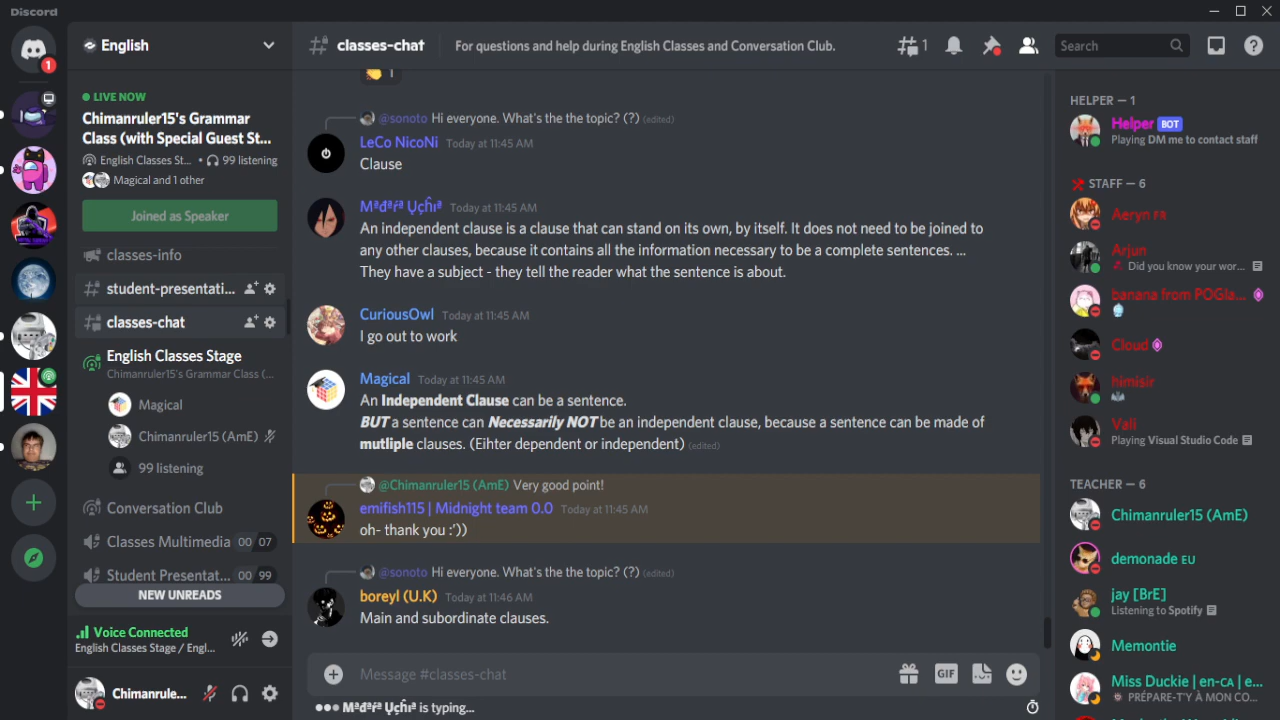 Discord
1
English
LIVE NOW
Chimanruler15's Grammar
Class (with Special Guest St...
English Classes St... • 99 listening
Magical and 1 other
Joined as Speaker
classes-info
student-presentati...
classes-chat
English Classes Stage
Chimanruler15's Grammar Class (...
Magical
Chimanruler15 (AmE)
99 listening
Conversation Club
Classes Multimedia 00 07
Student Presentat... 00 99
NEW UNREADS
Voice Connected
English Classes Stage / Engl...
Chimanrule...
classes-chat
For questions and help during English Classes and Conversation Club.
1
Search
1
@sonoto Hi everyone. What's the the topic? (?) (edited)
LeCo NicoNi Today at 11:45 AM
Clause
Today at 11:45 AM
An independent clause is a clause that can stand on its own, by itself. It does not need to be joined to
any other clauses, because it contains all the information necessary to be a complete sentences. ...
They have a subject - they tell the reader what the sentence is about.
CuriousOwl Today at 11:45 AM
I go out to work
Magical Today at 11:45 AM
An Independent Clause can be a sentence.
BUT a sentence can Necessarily NOT be an independent clause, because a sentence can be made of
mutliple clauses. (Eihter dependent or independent) (edited)
@Chimanruler15 (AmE) Very good point!
emifish115 | Midnight team 0.0 Today at 11:45 AM
oh- thank you :'))
@sonoto Hi everyone. What's the the topic? (?) (edited)
boreyl (U.K) Today at 11:46 AM
Main and subordinate clauses.
Message #classes-chat
GIF
is typing...
HELPER — 1
Helper BOT
Playing DM me to contact staff
STAFF — 6
Aeryn FR
Arjun
Did you know your wor...
banana from POGla...
Cloud
himisir
Vali
Playing Visual Studio Code
TEACHER — 6
Chimanruler15 (AmE)
demonade EU
jay [BrE]
Listening to Spotify
Memontie
Miss Duckie | en-CA | e...
PRÉPARE-T'Y À MON CO...